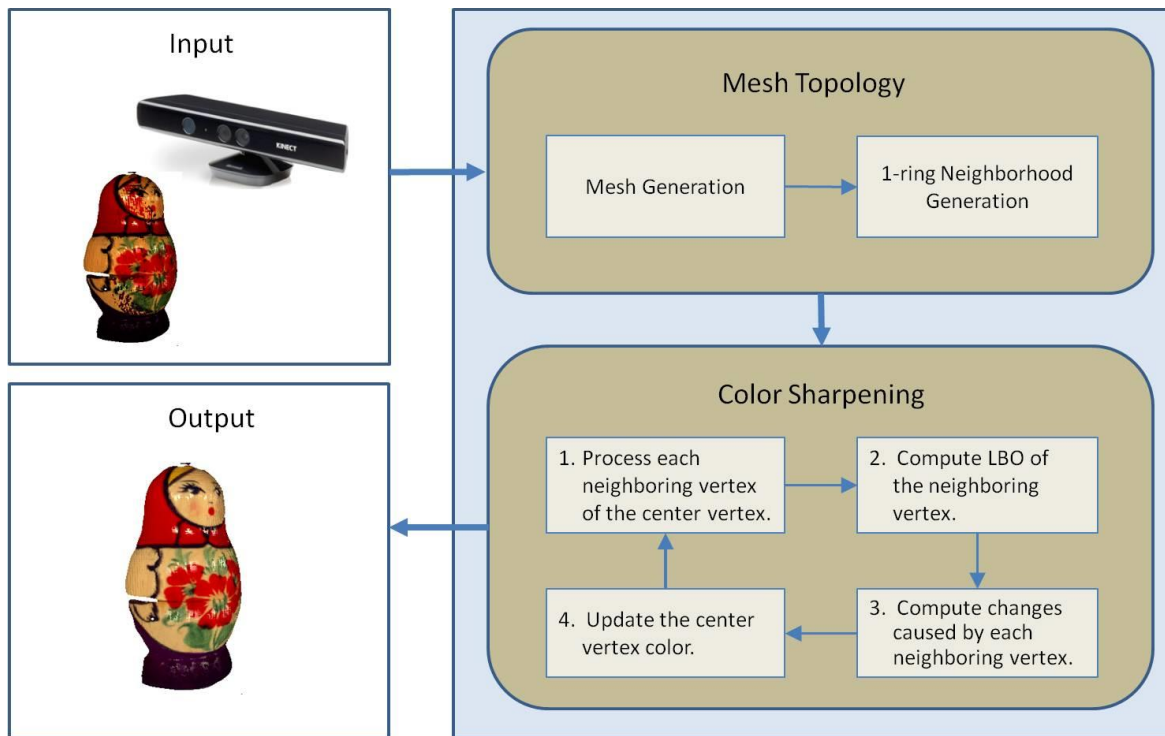 Input
KINECT
Mesh Topology
Mesh Generation
1-ring Neighborhood
Generation
Color Sharpening
1. Process each
neighboring vertex
of the center vertex.
2. Compute LBO of
the neighboring
vertex.
3. Compute changes
caused by each
neighboring vertex.
4. Update the center
vertex color.
Output